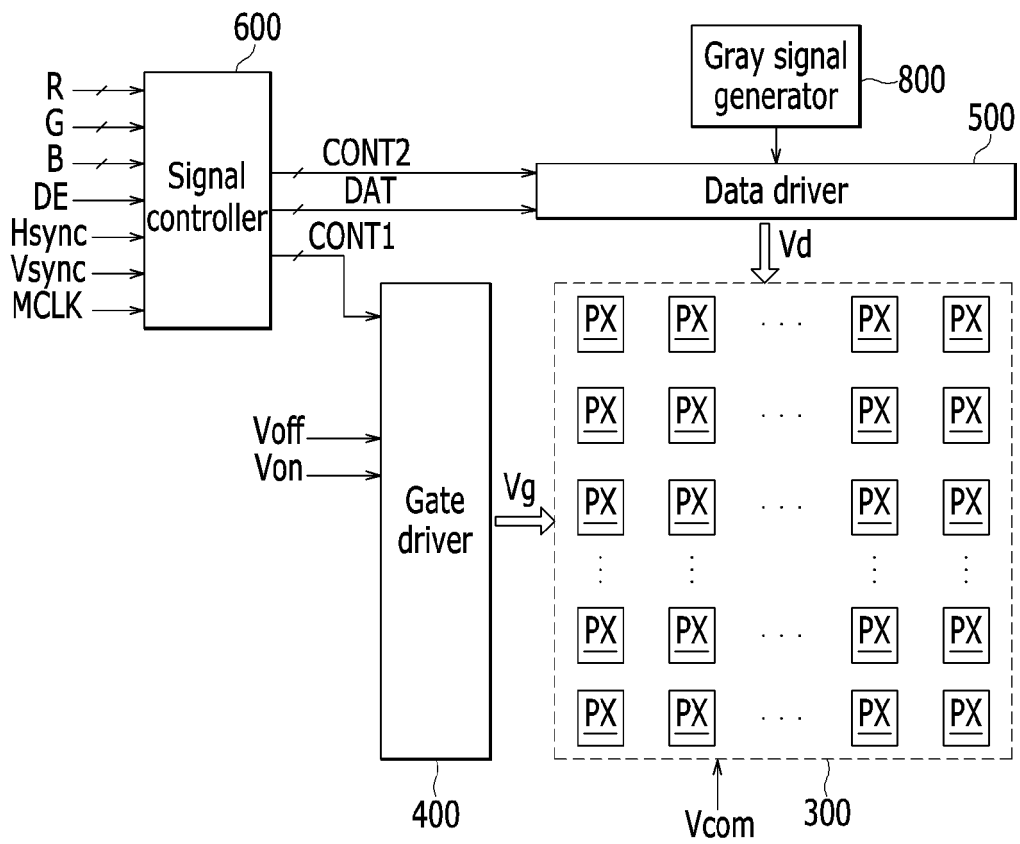 600
R
G
B
DE
Hsync
Vsync
MCLK
Signal
controller
CONT2
DAT
CONT1
Gray signal
generator
800
500
Data driver
Vd
Voff
Von
Gate
driver
400
Vg
PX PX . . . PX PX
PX PX . . . PX PX
PX PX . . . PX PX
PX PX . . . PX PX
PX PX . . . PX PX
Vcom
300